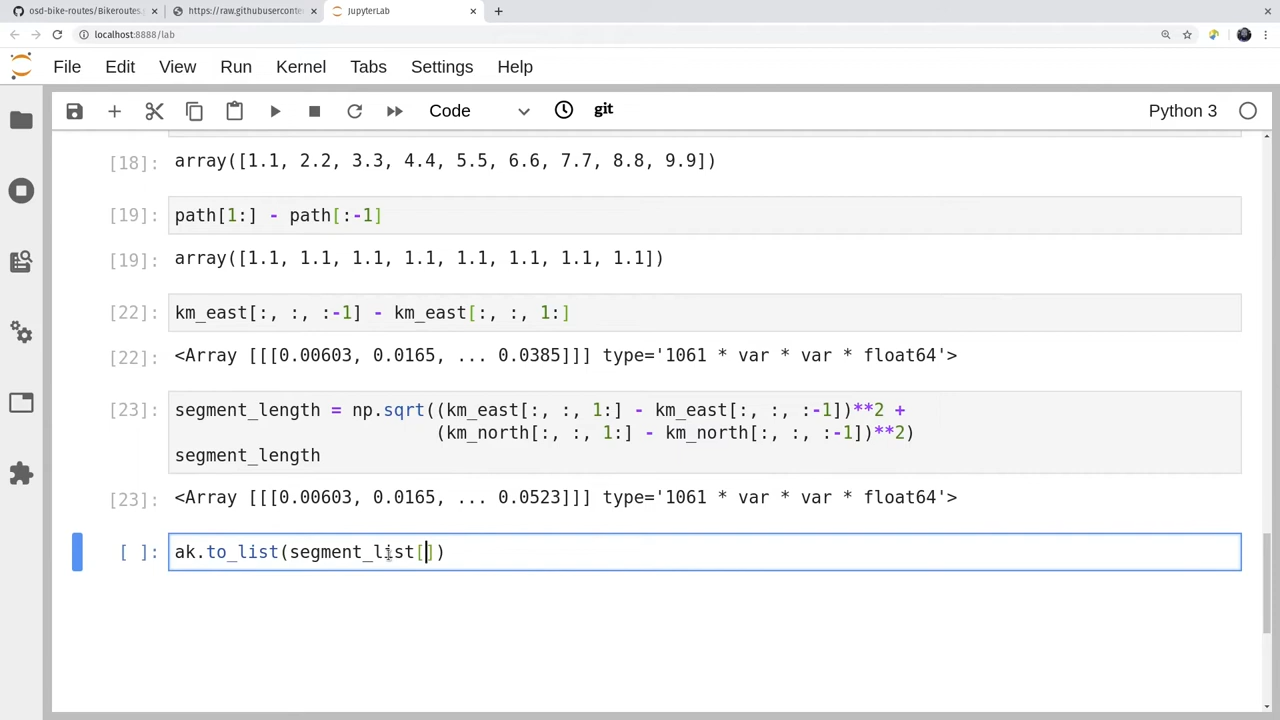 osd-bike-routes/Bikeroutes.
https://raw.githubuserconte
JupyterLab
localhost:8888/lab
File Edit View Run Kernel Tabs Settings Help
Code git Python 3
[18]: array([1.1, 2.2, 3.3, 4.4, 5.5, 6.6, 7.7, 8.8, 9.9])
[19]: path[1:] - path[:-1]
[19]: array([1.1, 1.1, 1.1, 1.1, 1.1, 1.1, 1.1, 1.1])
[22]: km_east[:, :, :-1] - km_east[:, :, 1:]
[22]: <Array [[[0.00603, 0.0165, ... 0.0385]]] type='1061 * var * var * float64'>
[23]: segment_length = np.sqrt((km_east[:, :, 1:] - km_east[:, :, :-1])**2 +
(km_north[:, :, 1:] - km_north[:, :, :-1])**2)
segment_length
[23]: <Array [[[0.00603, 0.0165, ... 0.0523]]] type='1061 * var * var * float64'>
[ ]: ak.to_list(segment_list[])